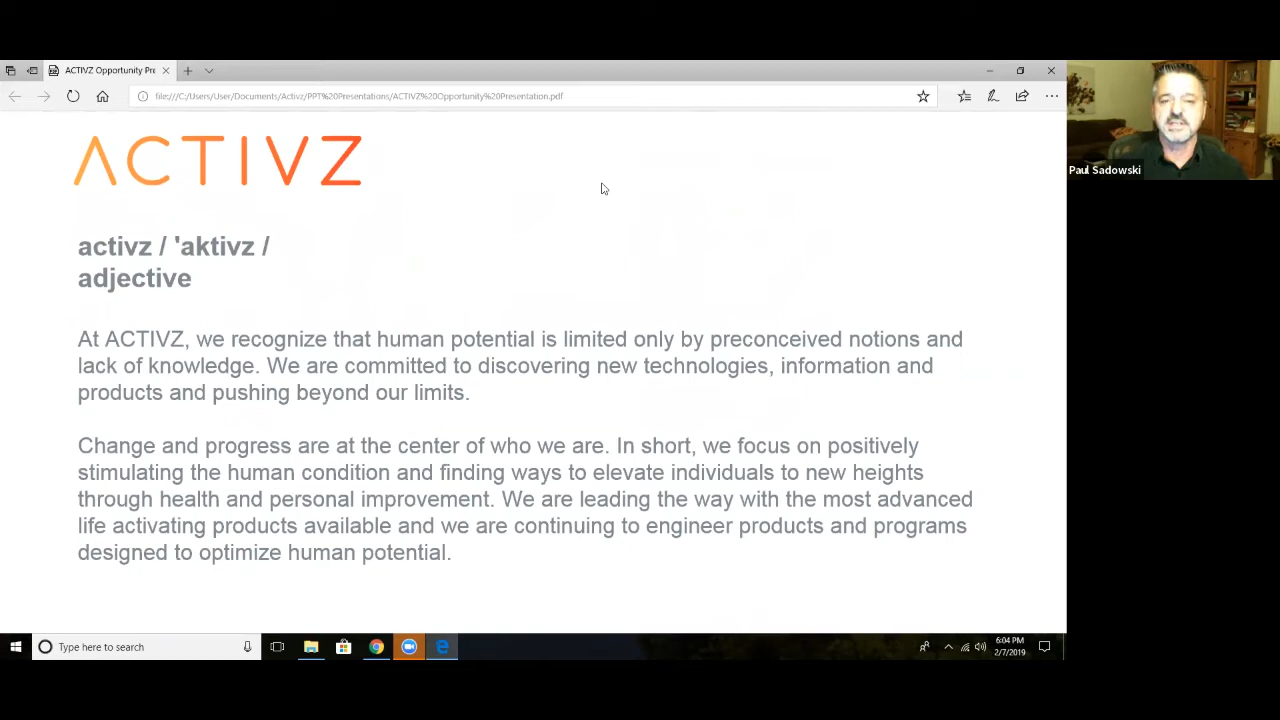 ACTIVZ Opportunity Pre
file:///C:/Users/User/Documents/Activz/PPT%20Presentations/ACTIVZ%20Opportunity%20Presentation.pdf
Paul Sadowski
ACTIVZ
activz / 'aktivz /
adjective
At ACTIVZ, we recognize that human potential is limited only by preconceived notions and
lack of knowledge. We are committed to discovering new technologies, information and
products and pushing beyond our limits.
Change and progress are at the center of who we are. In short, we focus on positively
stimulating the human condition and finding ways to elevate individuals to new heights
through health and personal improvement. We are leading the way with the most advanced
life activating products available and we are continuing to engineer products and programs
designed to optimize human potential.
Type here to search
6:04 PM
2/7/2019